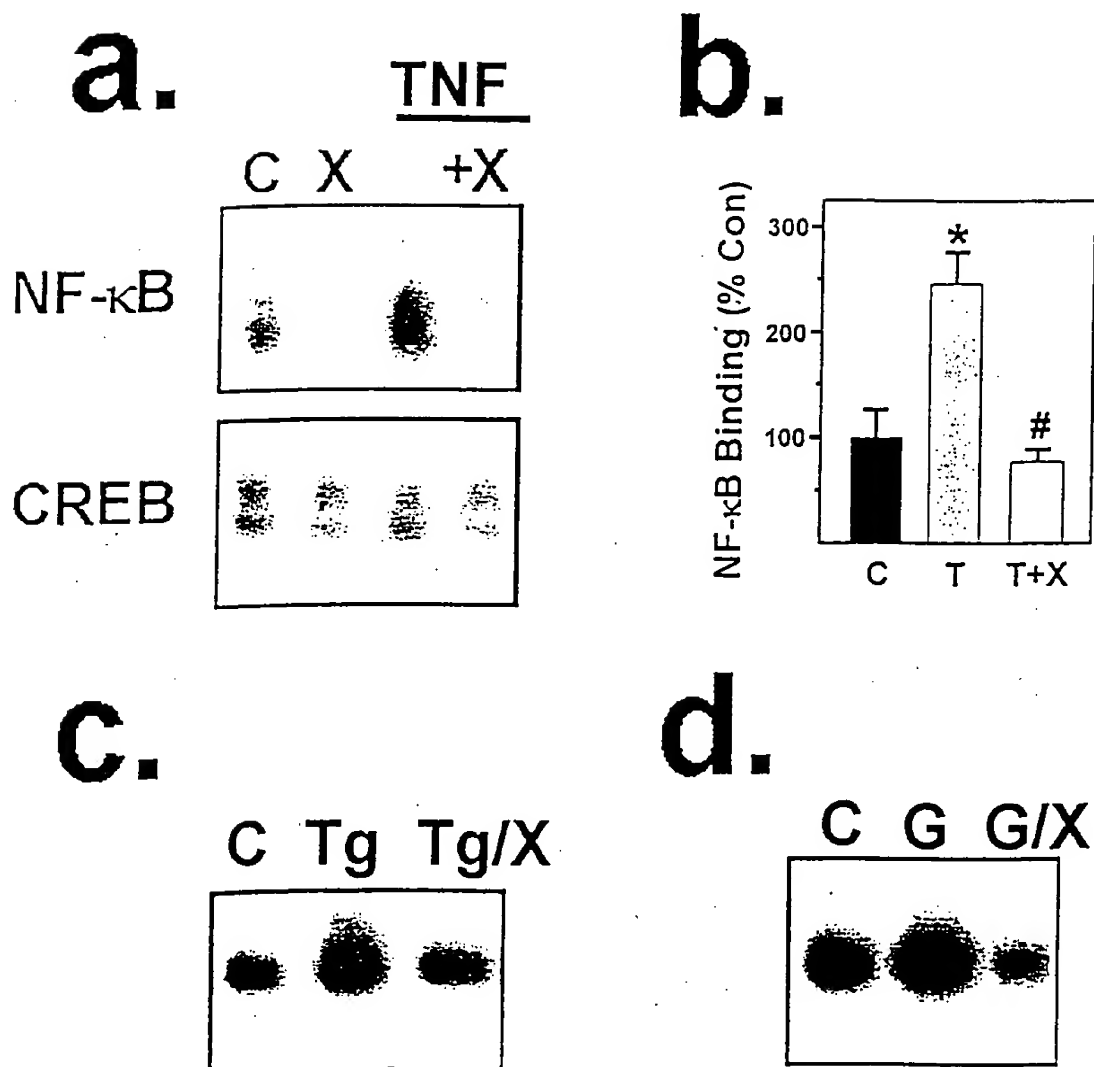 a.
TNF
C X +X
NF-κB
CREB
b.
NF-κB Binding (% Con)
300
200
100
*
#
C T T+X
c.
C Tg Tg/X
d.
C G G/X